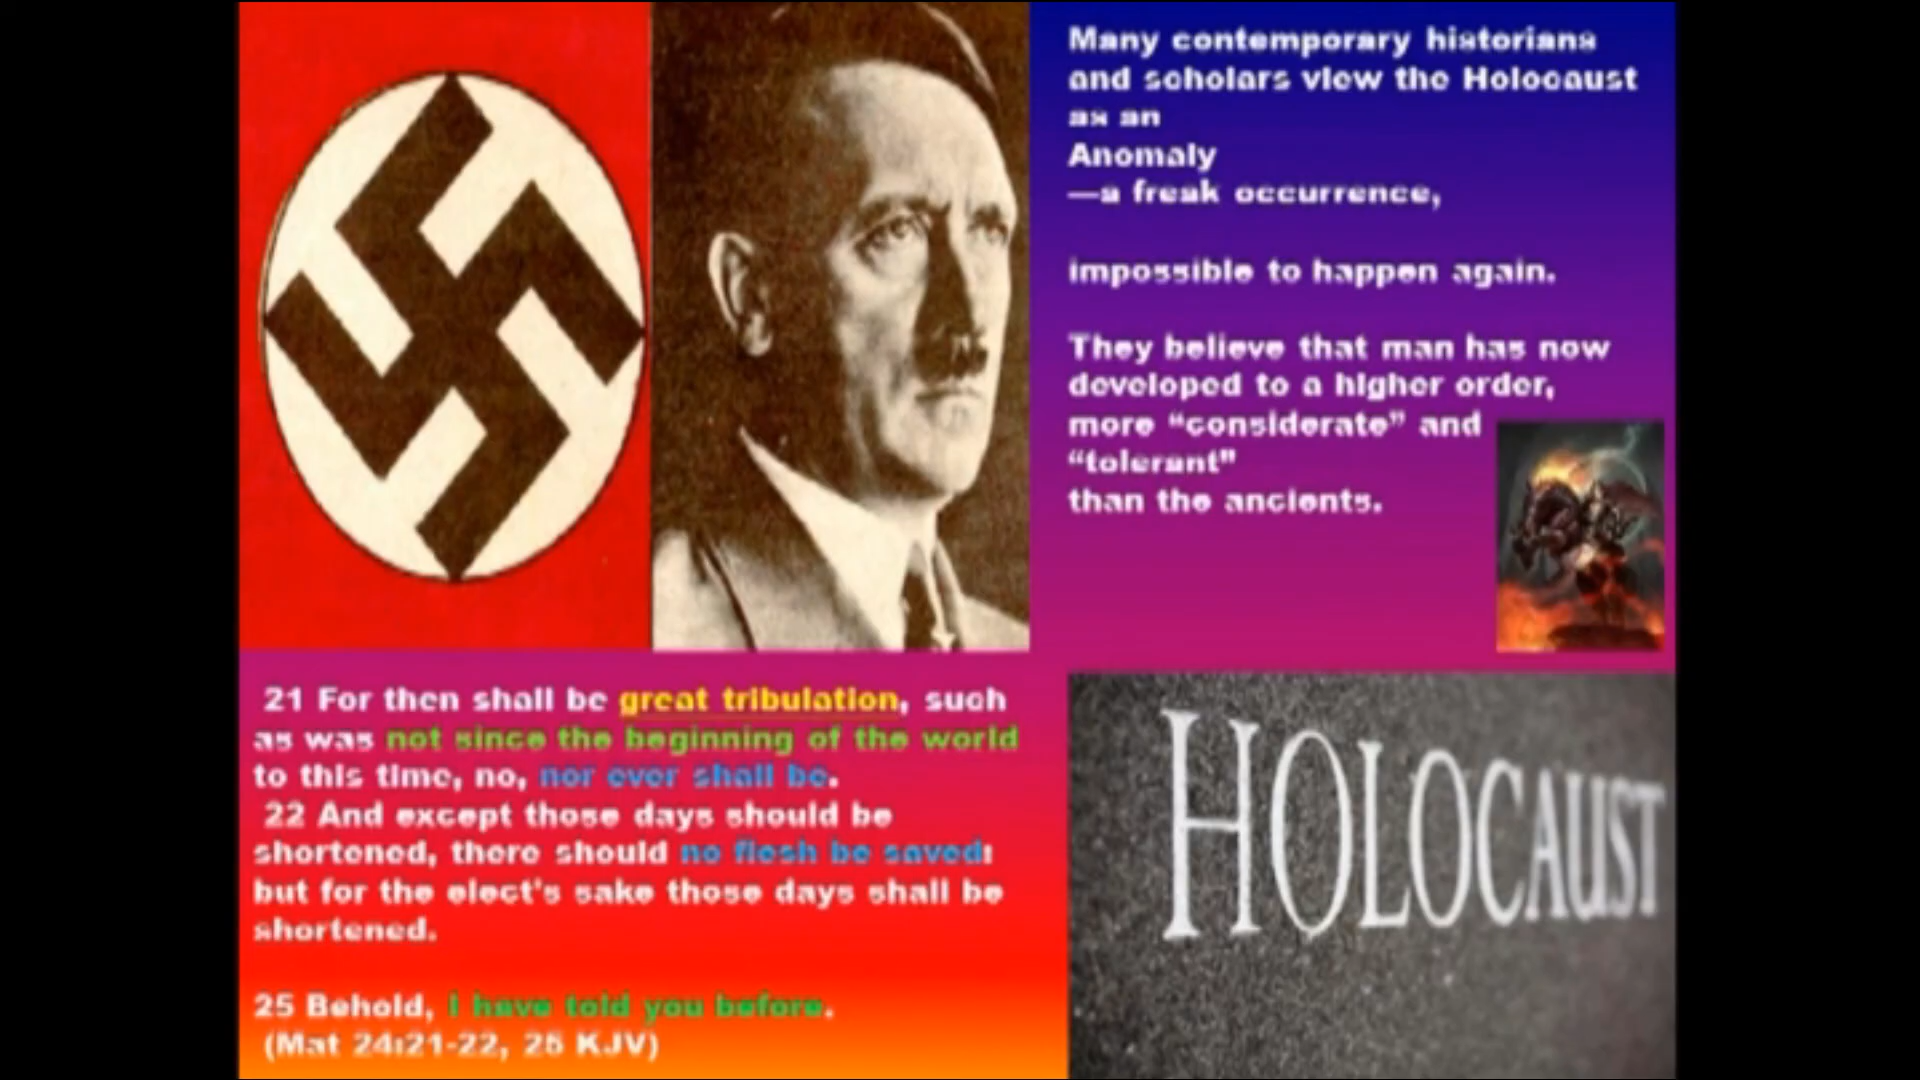 Many contemporary historians
and scholars view the Holocaust
as an
Anomaly
—a freak occurrence,
impossible to happen again.
They believe that man has now
developed to a higher order,
more “considerate” and
“tolerant”
than the ancients.
21 For then shall be great tribulation, such
as was not since the beginning of the world
to this time, no, nor ever shall be.
22 And except those days should be
shortened, there should no flesh be saved:
but for the elect's sake those days shall be
shortened.
25 Behold, I have told you before.
(Mat 24:21-22, 25 KJV)
HOLOCAUST